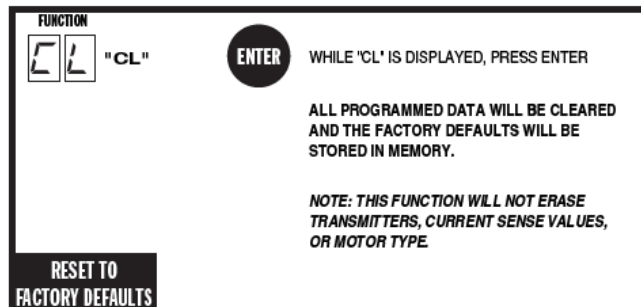 FUNCTION
CL "CL"
ENTER
WHILE "CL" IS DISPLAYED, PRESS ENTER
ALL PROGRAMMED DATA WILL BE CLEARED
AND THE FACTORY DEFAULTS WILL BE
STORED IN MEMORY.
NOTE: THIS FUNCTION WILL NOT ERASE
TRANSMITTERS, CURRENT SENSE VALUES,
OR MOTOR TYPE.
RESET TO
FACTORY DEFAULTS